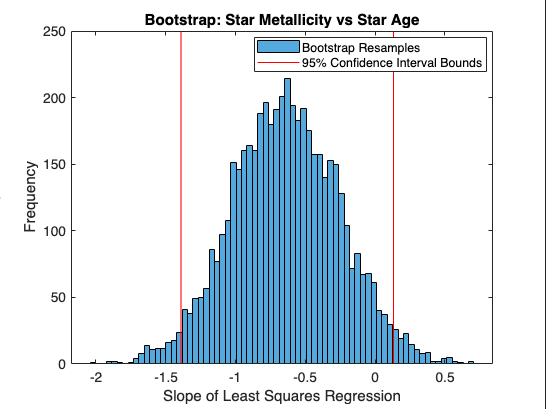 Bootstrap: Star Metallicity vs Star Age
250
Bootstrap Resamples
95% Confidence Interval Bounds
200
150
Frequency
100
50
0
-2 -1.5 -1 -0.5 0 0.5
Slope of Least Squares Regression